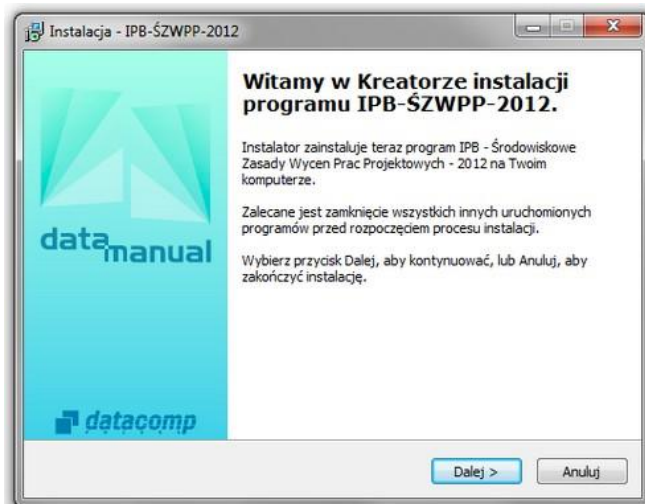 Instalacja - IPB-ŚZWPP-2012
Witamy w Kreatorze instalacji
programu IPB-ŚZWPP-2012.
Instalator zainstaluje teraz program IPB - Środowiskowe
Zasady Wycen Prac Projektowych - 2012 na Twoim
komputerze.
Zalecane jest zamknięcie wszystkich innych uruchomionych
programów przed rozpoczęciem procesu instalacji.
Wybierz przycisk Dalej, aby kontynuować, lub Anuluj, aby
zakończyć instalację.
datamanual
datacomp
Dalej >
Anuluj